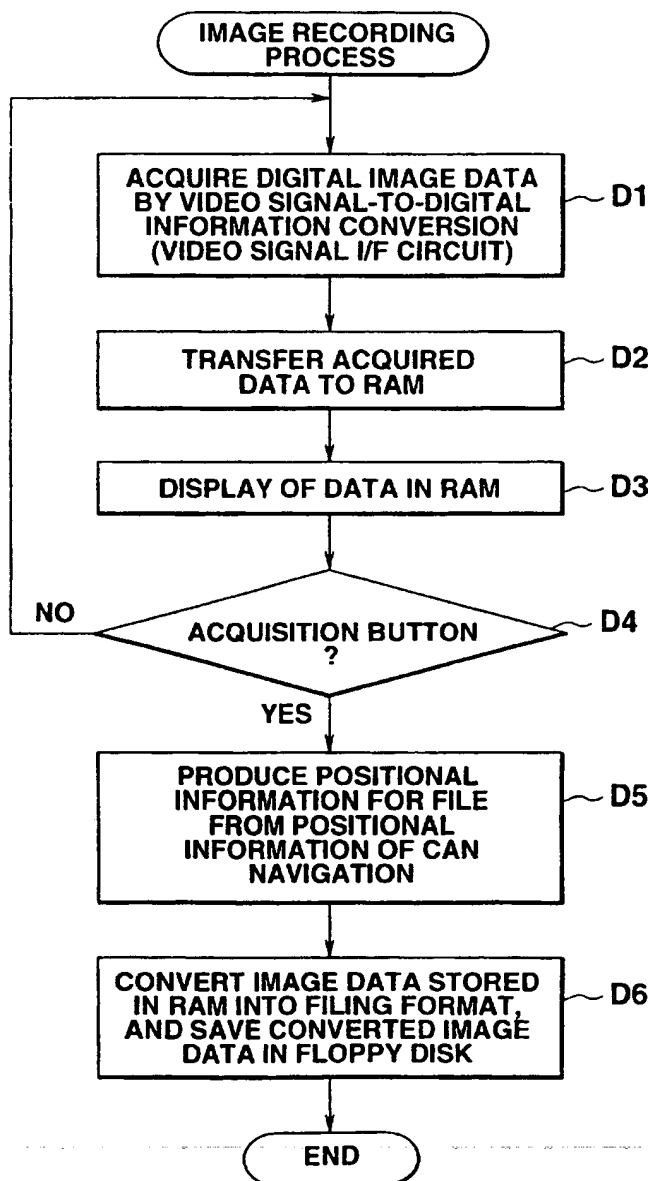 IMAGE RECORDING
PROCESS
ACQUIRE DIGITAL IMAGE DATA
BY VIDEO SIGNAL-TO-DIGITAL
INFORMATION CONVERSION
(VIDEO SIGNAL I/F CIRCUIT)
D1
TRANSFER ACQUIRED
DATA TO RAM
D2
DISPLAY OF DATA IN RAM
D3
NO
ACQUISITION BUTTON
?
D4
YES
PRODUCE POSITIONAL
INFORMATION FOR FILE
FROM POSITIONAL
INFORMATION OF CAN
NAVIGATION
D5
CONVERT IMAGE DATA STORED
IN RAM INTO FILING FORMAT,
AND SAVE CONVERTED IMAGE
DATA IN FLOPPY DISK
D6
END